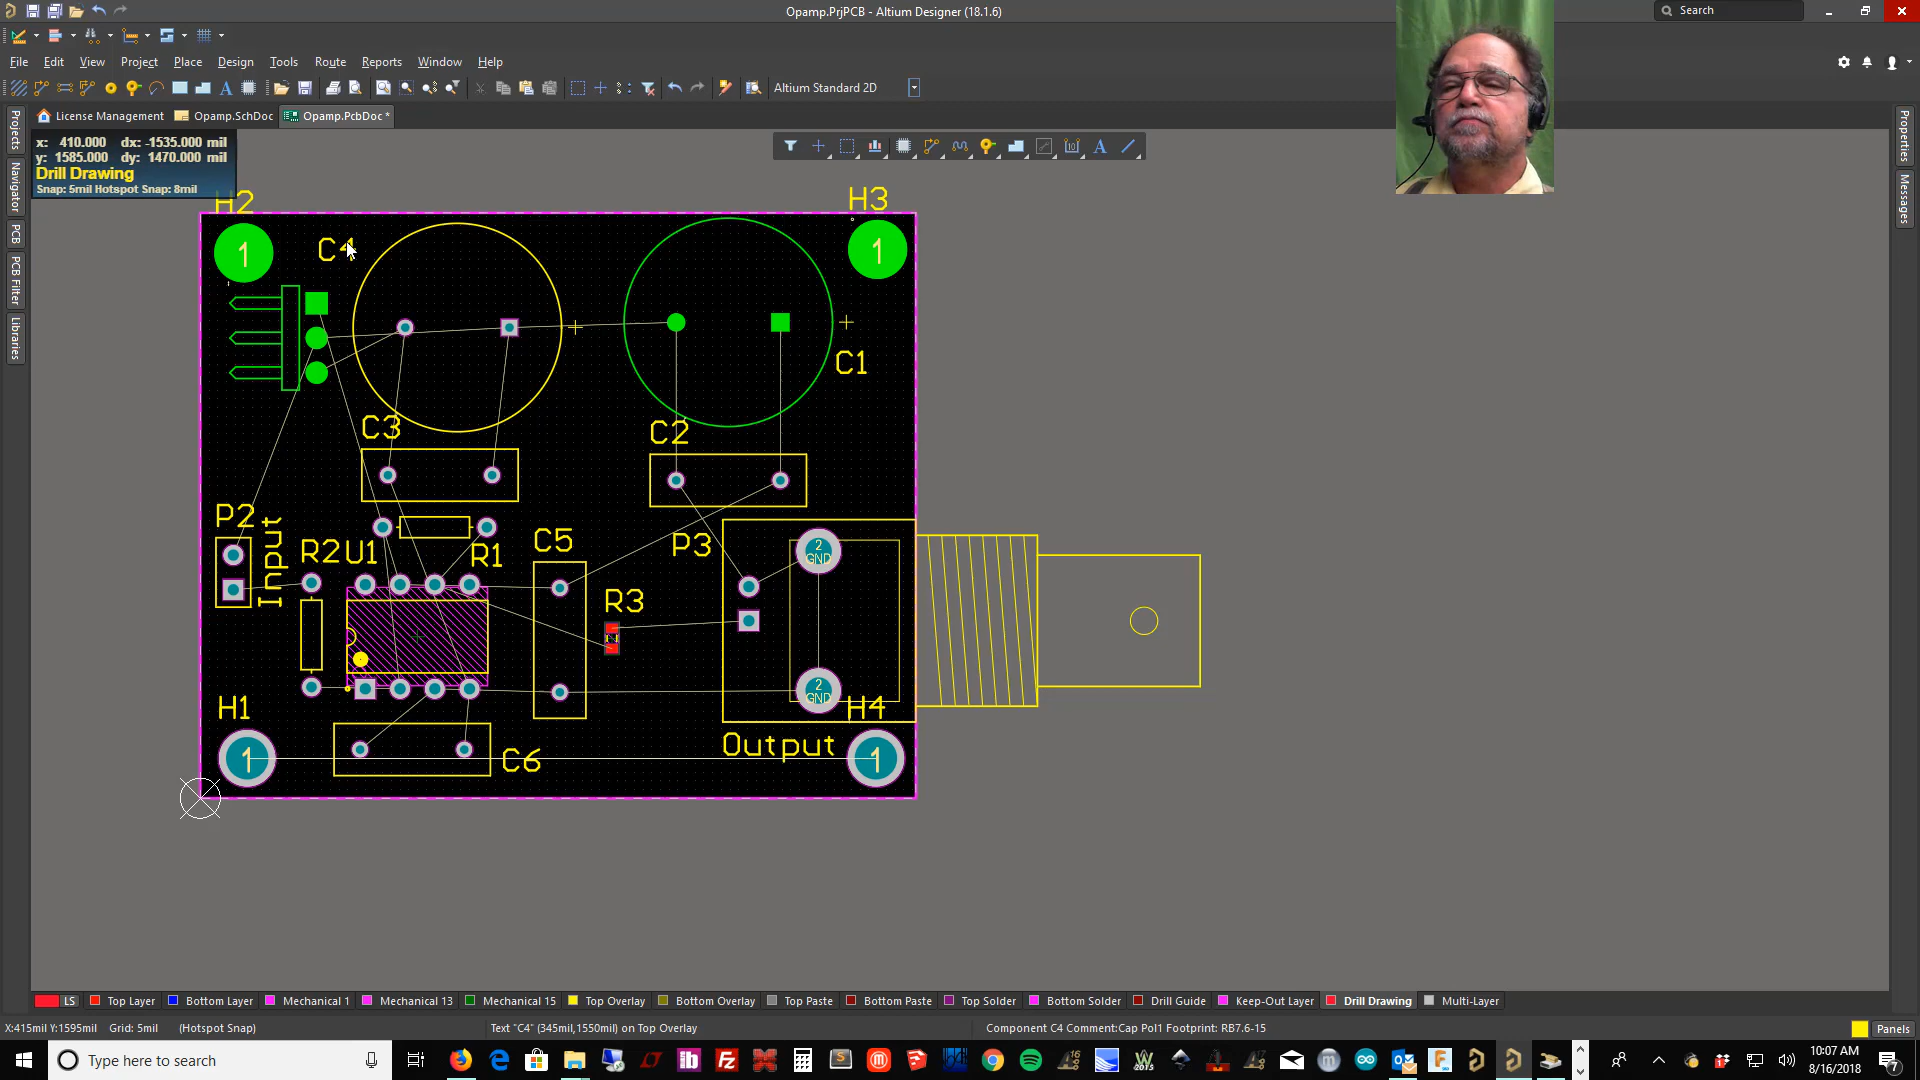 Opamp.PrjPCB - Altium Designer (18.1.6)
Search
File Edit View Project Place Design Tools Route Reports Window Help
Altium Standard 2D
License Management Opamp.SchDoc Opamp.PcbDoc *
x: 410.000 dx: -1535.000 mil
y: 1585.000 dy: 1470.000 mil
Drill Drawing
Snap: 5mil Hotspot Snap: 8mil
Projects
Navigator
PCB
PCB Filter
Libraries
Properties
Messages
H2
H3
1
1
C4
C1
C3
C2
P2
Input
R2
U1
R1
C5
P3
2
GND
R3
2
GND
H1
H4
Output
1
C6
1
LS Top Layer Bottom Layer Mechanical 1 Mechanical 13 Mechanical 15 Top Overlay Bottom Overlay Top Paste Bottom Paste Top Solder Bottom Solder Drill Guide Keep-Out Layer Drill Drawing Multi-Layer
X:415mil Y:1595mil Grid: 5mil (Hotspot Snap) Text "C4" (345mil,1550mil) on Top Overlay Component C4 Comment:Cap Pol1 Footprint: RB7.6-15 Panels
Type here to search
10:07 AM
8/16/2018
7